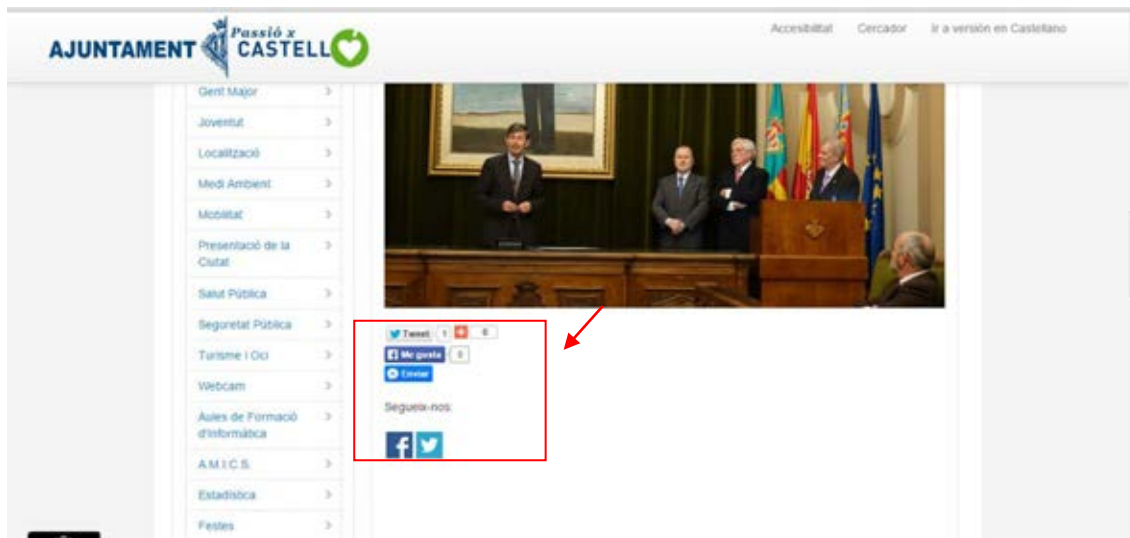 Accesibilitat Cercador Ir a versión en Castellano
AJUNTAMENT Passió x CASTELLÓ
Gent Major
Joventut
Localització
Medi Ambient
Mobilitat
Presentació de la
Ciutat
Salut Pública
Seguretat Pública
Turisme i Oci
Webcam
Aules de Formació
d'Informàtica
A.M.I.C.S.
Estadística
Festes
Tweet 1 0
Me gusta 0
Enviar
Segueix-nos: